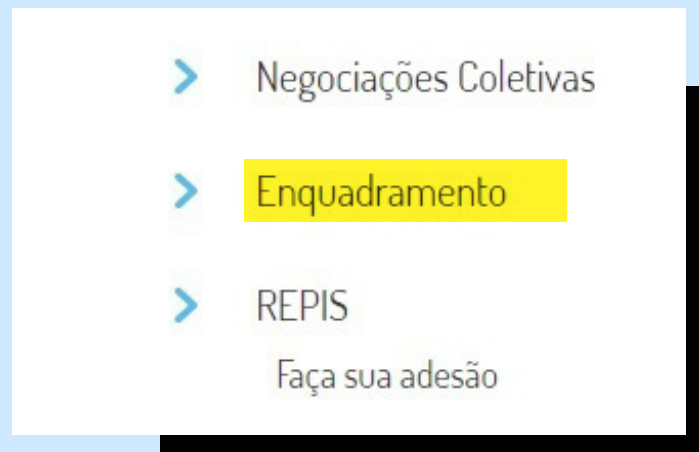 Negociações Coletivas
Enquadramento
REPIS
Faça sua adesão